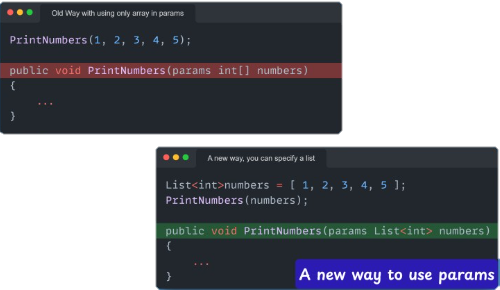 Old Way with using only array in params
PrintNumbers(1, 2, 3, 4, 5);
public void PrintNumbers(params int[] numbers)
{
...
}
A new way, you can specify a list
List<int>numbers = [ 1, 2, 3, 4, 5 ];
PrintNumbers(numbers);
public void PrintNumbers(params List<int> numbers)
{
...
}
A new way to use params